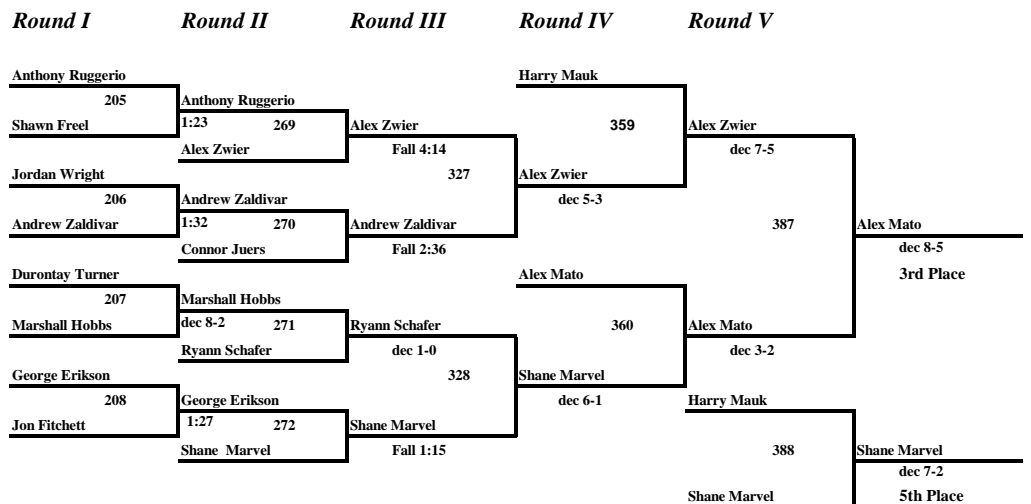 Round I Round II Round III Round IV Round V
Anthony Ruggerio Harry Mauk
205 Anthony Ruggerio
Shawn Freel 1:23 269 Alex Zwier 359 Alex Zwier
Alex Zwier Fall 4:14 dec 7-5
Jordan Wright 327 Alex Zwier
206 Andrew Zaldivar dec 5-3
Andrew Zaldivar 1:32 270 Andrew Zaldivar 387 Alex Mato
Connor Juers Fall 2:36 dec 8-5
Durontay Turner Alex Mato 3rd Place
207 Marshall Hobbs
Marshall Hobbs dec 8-2 271 Ryann Schafer 360 Alex Mato
Ryann Schafer dec 1-0 dec 3-2
George Erikson 328 Shane Marvel
208 George Erikson dec 6-1 Harry Mauk
Jon Fitchett 1:27 272 Shane Marvel
Shane Marvel Fall 1:15 388 Shane Marvel
dec 7-2
Shane Marvel 5th Place